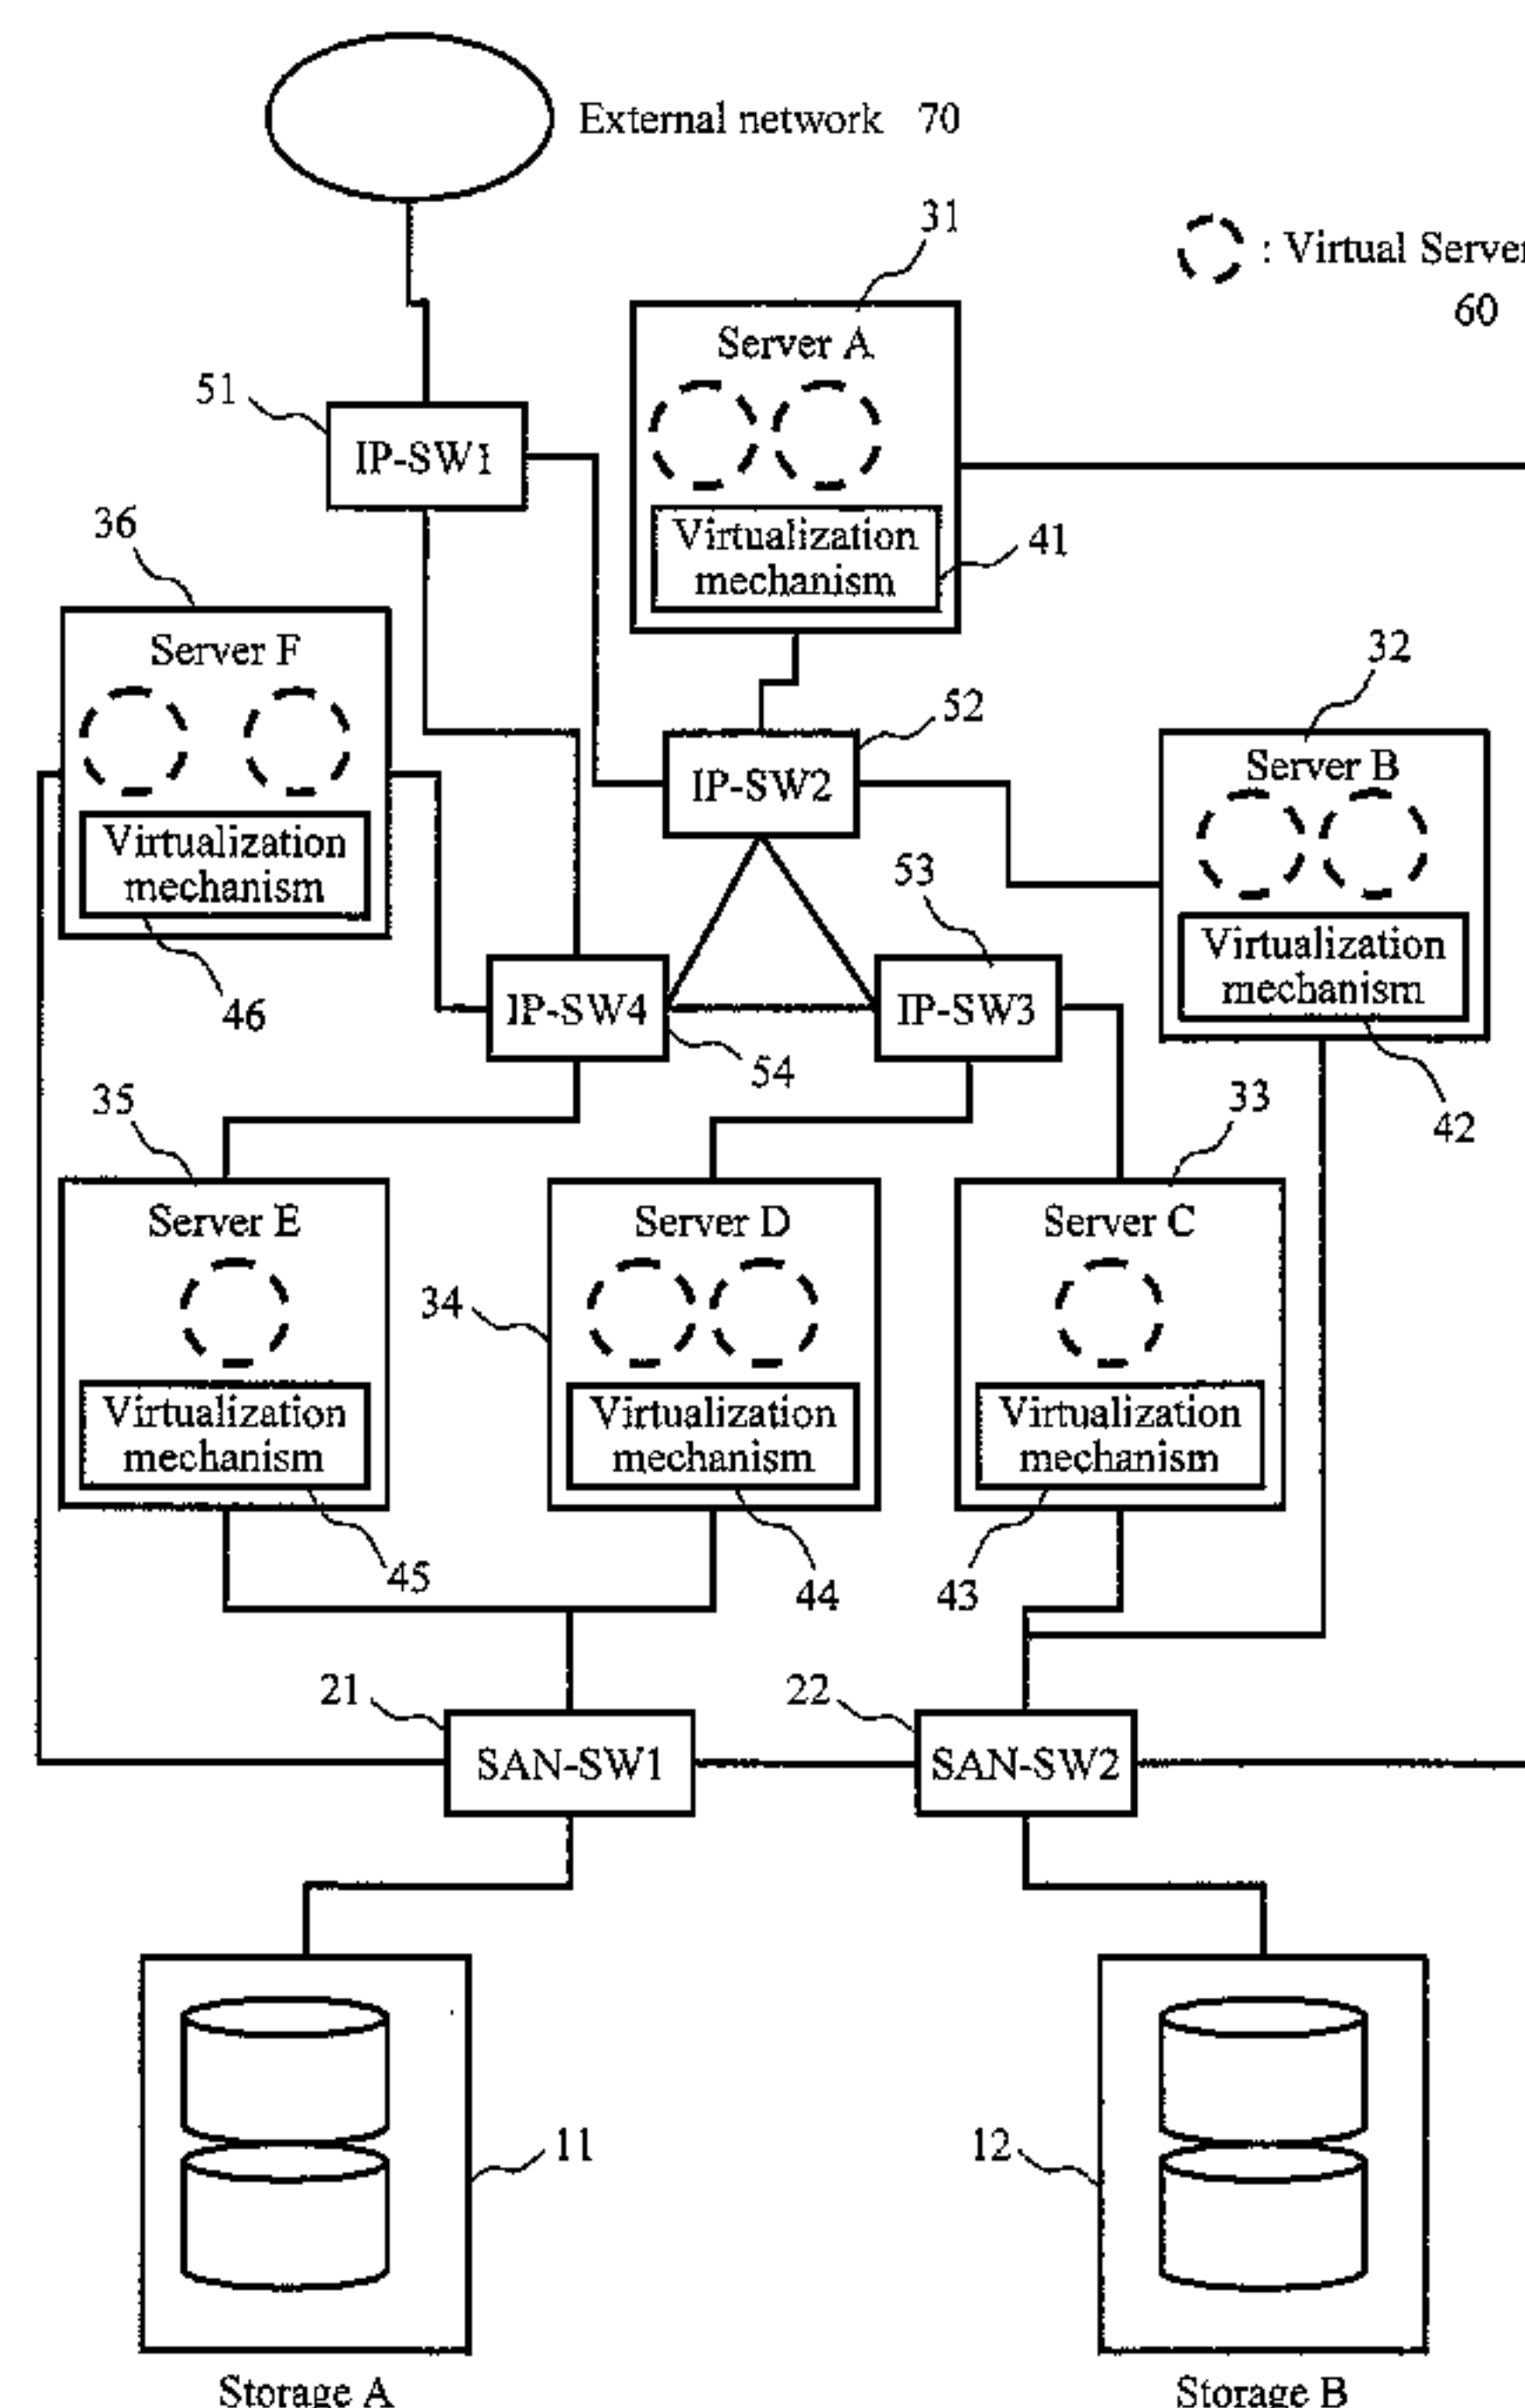 External network 70
31
: Virtual Server
60
Server A
51
IP-SW1
36
Virtualization
mechanism
41
Server F
32
52
Server B
IP-SW2
Virtualization
mechanism
53
Virtualization
mechanism
46
IP-SW4
IP-SW3
54
35
33
42
Server E
Server D
Server C
34
Virtualization
mechanism
Virtualization
mechanism
Virtualization
mechanism
45
44
43
21
22
SAN-SW1
SAN-SW2
11
12
Storage A
Storage B